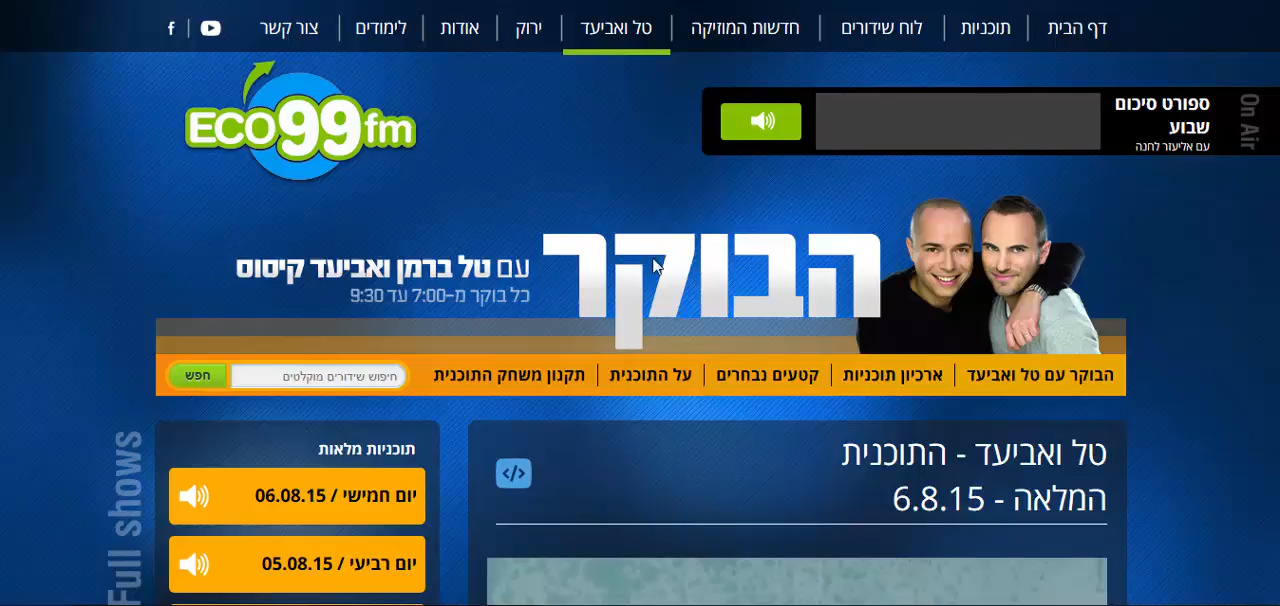 דף הבית
תוכניות
לוח שידורים
חדשות המוזיקה
טל ואביעד
ירוק
אודות
לימודים
צור קשר
ECO99fm
On Air
ספורט סיכום
שבוע
עם אליעזר לחנה
הבוקר
עם טל ברמן ואביעד קיסוס
כל בוקר מ-7:00 עד 9:30
הבוקר עם טל ואביעד
ארכיון תוכניות
קטעים נבחרים
על התוכנית
תקנון משחק התוכנית
חיפוש שידורים מוקלטים
חפש
טל ואביעד - התוכנית
המלאה - 6.8.15
Full shows
תוכניות מלאות
יום חמישי / 06.08.15
יום רביעי / 05.08.15